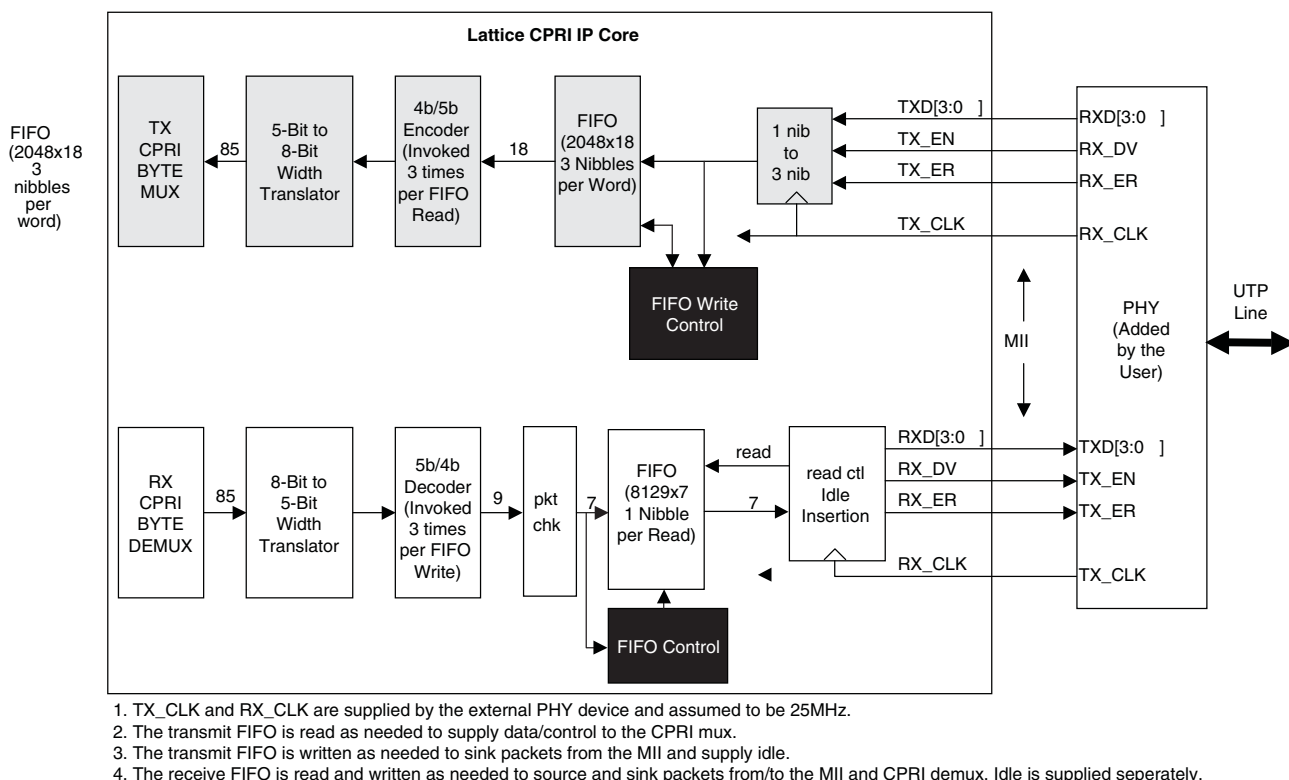 Lattice CPRI IP Core
FIFO
(2048x18
3
nibbles
per
word)
TX
CPRI
BYTE
MUX
85
5-Bit to
8-Bit
Width
Translator
4b/5b
Encoder
(Invoked
3 times
per FIFO
Read)
18
FIFO
(2048x18
3 Nibbles
per Word)
1 nib
to
3 nib
TXD[3:0 ]
TX_EN
TX_ER
TX_CLK
RXD[3:0 ]
RX_DV
RX_ER
RX_CLK
FIFO Write
Control
MII
PHY
(Added
by the
User)
UTP
Line
RX
CPRI
BYTE
DEMUX
85
8-Bit to
5-Bit
Width
Translator
5b/4b
Decoder
(Invoked
3 times
per FIFO
Write)
9
pkt
chk
7
FIFO
(8129x7
1 Nibble
per Read)
read
7
read ctl
Idle
Insertion
RXD[3:0 ]
RX_DV
RX_ER
RX_CLK
TXD[3:0 ]
TX_EN
TX_ER
TX_CLK
FIFO Control
1. TX_CLK and RX_CLK are supplied by the external PHY device and assumed to be 25MHz.
2. The transmit FIFO is read as needed to supply data/control to the CPRI mux.
3. The transmit FIFO is written as needed to sink packets from the MII and supply idle.
4. The receive FIFO is read and written as needed to source and sink packets from/to the MII and CPRI demux. Idle is supplied seperately.